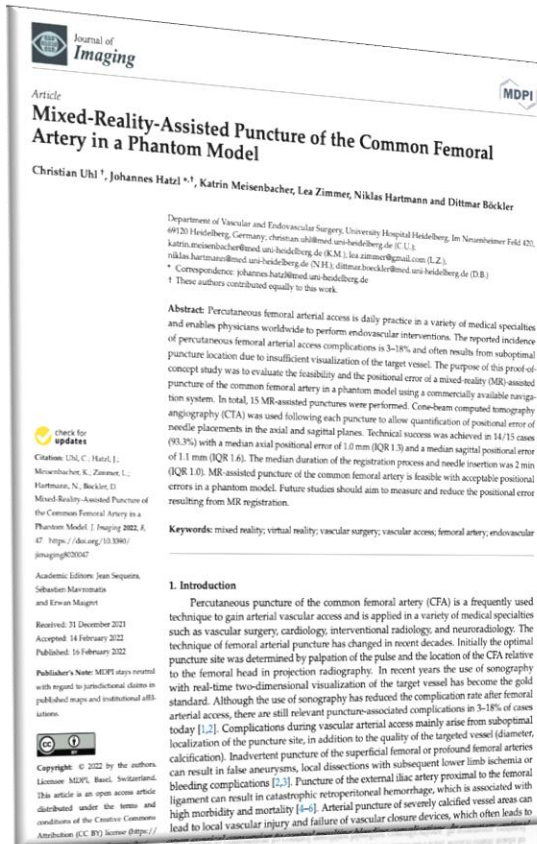 Journal of
Imaging
MDPI
Article
Mixed-Reality-Assisted Puncture of the Common Femoral
Artery in a Phantom Model
Christian Uhl †, Johannes Hatzl *,†, Katrin Meisenbacher, Lea Zimmer, Niklas Hartmann and Dittmar Böckler
Department of Vascular and Endovascular Surgery, University Hospital Heidelberg, Im Neuenheimer Feld 420,
69120 Heidelberg, Germany; christian.uhl@med.uni-heidelberg.de (C.U.);
katrin.meisenbacher@med.uni-heidelberg.de (K.M.); lea.zimmer@gmail.com (L.Z.);
niklas.hartmann@med.uni-heidelberg.de (N.H.); dittmar.boeckler@med.uni-heidelberg.de (D.B.)
* Correspondence: johannes.hatzl@med.uni-heidelberg.de
† These authors contributed equally to this work.
Abstract: Percutaneous femoral arterial access is daily practice in a variety of medical specialties
and enables physicians worldwide to perform endovascular interventions. The reported incidence
of percutaneous femoral arterial access complications is 3–18% and often results from suboptimal
puncture location due to insufficient visualization of the target vessel. The purpose of this proof-of-
concept study was to evaluate the feasibility and the positional error of a mixed-reality (MR)-assisted
puncture of the common femoral artery in a phantom model using a commercially available naviga-
tion system. In total, 15 MR-assisted punctures were performed. Cone-beam computed tomography
angiography (CTA) was used following each puncture to allow quantification of positional error of
needle placements in the axial and sagittal planes. Technical success was achieved in 14/15 cases
(93.3%) with a median axial positional error of 1.0 mm (IQR 1.3) and a median sagittal positional error
of 1.1 mm (IQR 1.6). The median duration of the registration process and needle insertion was 2 min
(IQR 1.0). MR-assisted puncture of the common femoral artery is feasible with acceptable positional
errors in a phantom model. Future studies should aim to measure and reduce the positional error
resulting from MR registration.
Keywords: mixed reality; virtual reality; vascular surgery; vascular access; femoral artery; endovascular
check for
updates
Citation: Uhl, C.; Hatzl, J.;
Meisenbacher, K.; Zimmer, L.;
Hartmann, N.; Böckler, D.
Mixed-Reality-Assisted Puncture of
the Common Femoral Artery in a
Phantom Model. J. Imaging 2022, 8,
47. https://doi.org/10.3390/
jimaging8020047
Academic Editors: Jean Sequeira,
Sébastien Mavromatis
and Erwan Maigret
Received: 31 December 2021
Accepted: 14 February 2022
Published: 16 February 2022
Publisher's Note: MDPI stays neutral
with regard to jurisdictional claims in
published maps and institutional affil-
iations.
CC BY
Copyright: © 2022 by the authors.
Licensee MDPI, Basel, Switzerland.
This article is an open access article
distributed under the terms and
conditions of the Creative Commons
Attribution (CC BY) license (https://
1. Introduction
Percutaneous puncture of the common femoral artery (CFA) is a frequently used
technique to gain arterial vascular access and is applied in a variety of medical specialties
such as vascular surgery, cardiology, interventional radiology, and neuroradiology. The
technique of femoral arterial puncture has changed in recent decades. Initially the optimal
puncture site was determined by palpation of the pulse and the location of the CFA relative
to the femoral head in projection radiography. In recent years the use of sonography
with real-time two-dimensional visualization of the target vessel has become the gold
standard. Although the use of sonography has reduced the complication rate after femoral
arterial access, there are still relevant puncture-associated complications in 3–18% of cases
today [1,2]. Complications during vascular arterial access mainly arise from suboptimal
localization of the puncture site, in addition to the quality of the targeted vessel (diameter,
calcification). Inadvertent puncture of the superficial femoral or profound femoral arteries
can result in false aneurysms, local dissections with subsequent lower limb ischemia or
bleeding complications [2,3]. Puncture of the external iliac artery proximal to the femoral
ligament can result in catastrophic retroperitoneal hemorrhage, which is associated with
high morbidity and mortality [4–6]. Arterial puncture of severely calcified vessel areas can
lead to local vascular injury and failure of vascular closure devices, which often leads to